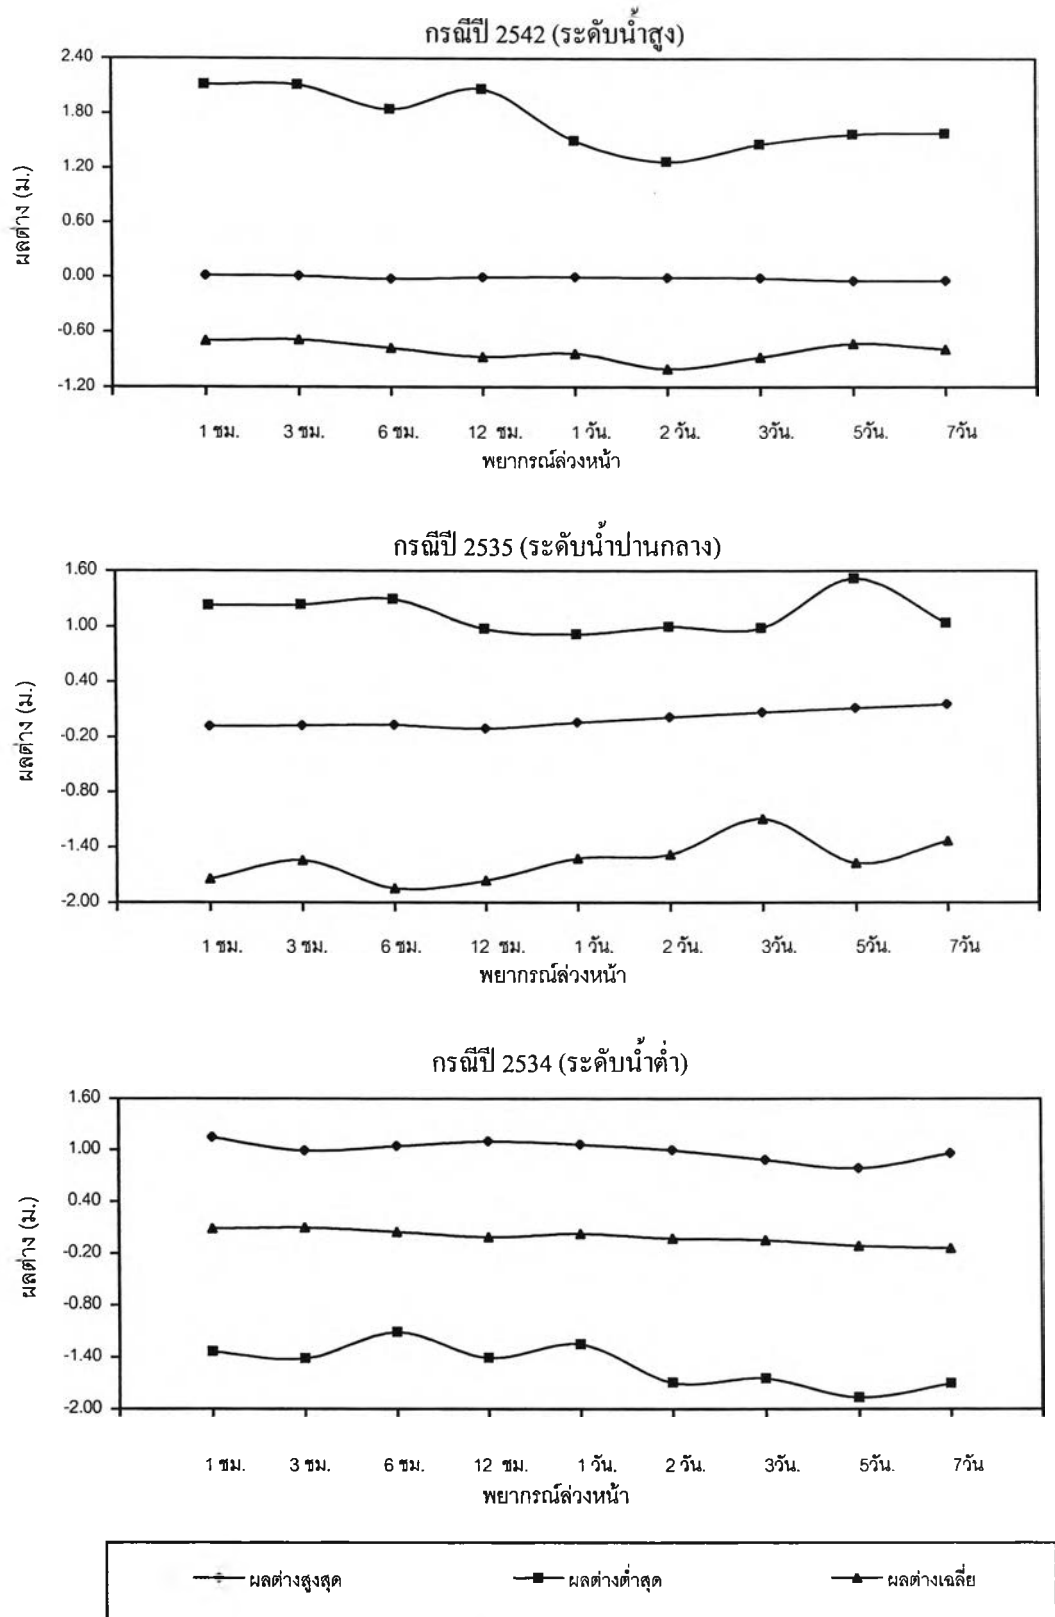 กรณีปี 2542 (ระดับน้ำสูง)
2.40
1.80
1.20
0.60
0.00
-0.60
-1.20
ผลต่าง (ม.)
1 ชม. 3 ชม. 6 ชม. 12 ชม. 1 วัน. 2 วัน. 3วัน. 5วัน. 7วัน
พยากรณ์ล่วงหน้า
กรณีปี 2535 (ระดับน้ำปานกลาง)
1.60
1.00
0.40
-0.20
-0.80
-1.40
-2.00
ผลต่าง (ม.)
1 ชม. 3 ชม. 6 ชม. 12 ชม. 1 วัน. 2 วัน. 3วัน. 5วัน. 7วัน
พยากรณ์ล่วงหน้า
กรณีปี 2534 (ระดับน้ำต่ำ)
1.60
1.00
0.40
-0.20
-0.80
-1.40
-2.00
ผลต่าง (ม.)
1 ชม. 3 ชม. 6 ชม. 12 ชม. 1 วัน. 2 วัน. 3วัน. 5วัน. 7วัน
พยากรณ์ล่วงหน้า
ผลต่างสูงสุด ผลต่างต่ำสุด ผลต่างเฉลี่ย